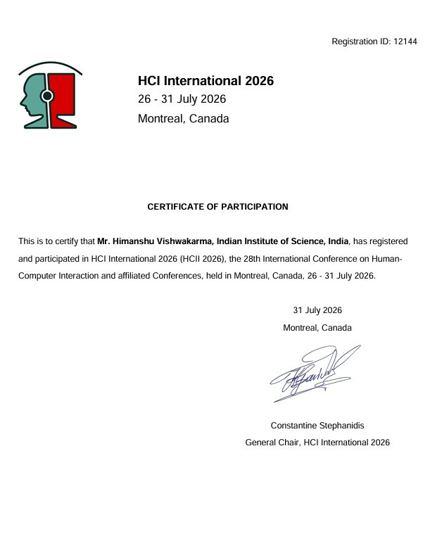 Registration ID: 12144
HCI International 2026
26 - 31 July 2026
Montreal, Canada
CERTIFICATE OF PARTICIPATION
This is to certify that Mr. Himanshu Vishwakarma, Indian Institute of Science, India, has registered
and participated in HCI International 2026 (HCII 2026), the 28th International Conference on Human-
Computer Interaction and affiliated Conferences, held in Montreal, Canada, 26 - 31 July 2026.
31 July 2026
Montreal, Canada
Constantine Stephanidis
General Chair, HCI International 2026